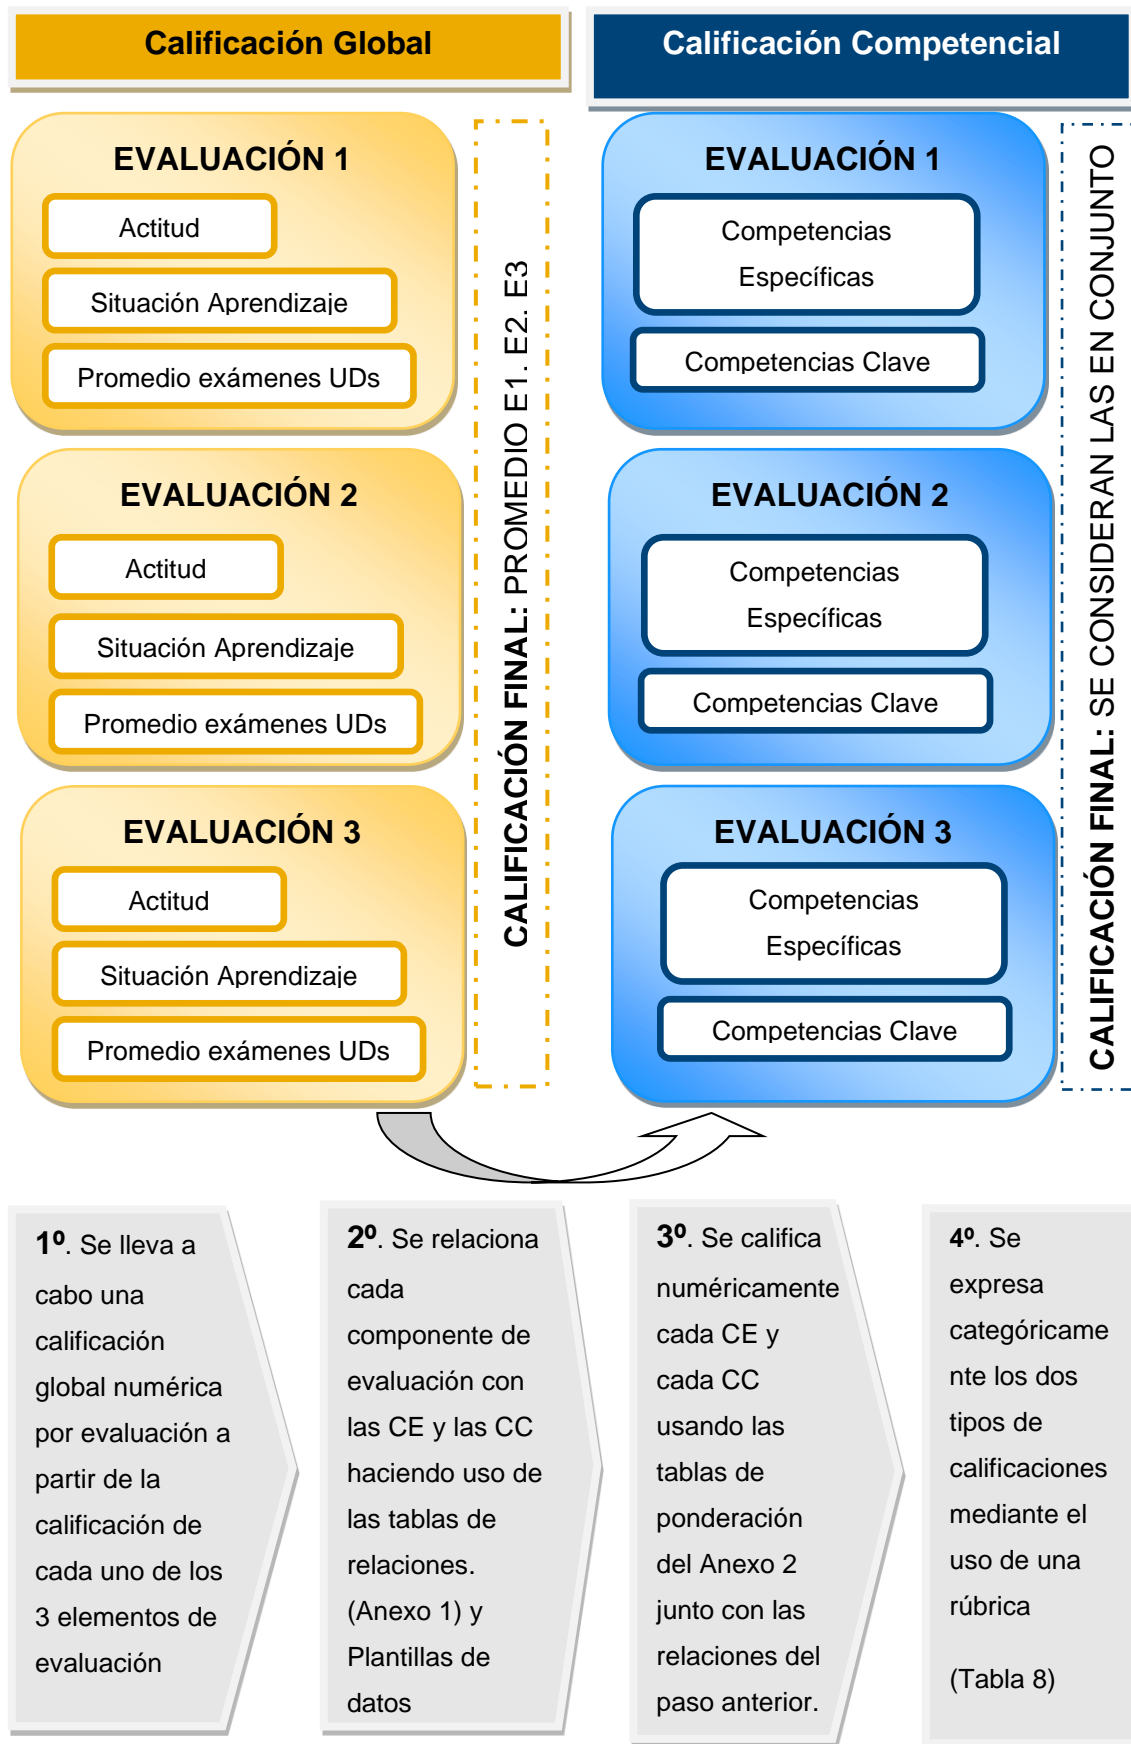 Calificación Global
EVALUACIÓN 1
Actitud
Situación Aprendizaje
Promedio exámenes UDs
EVALUACIÓN 2
Actitud
Situación Aprendizaje
Promedio exámenes UDs
EVALUACIÓN 3
Actitud
Situación Aprendizaje
Promedio exámenes UDs
CALIFICACIÓN FINAL: PROMEDIO E1. E2. E3
Calificación Competencial
EVALUACIÓN 1
Competencias
Específicas
Competencias Clave
EVALUACIÓN 2
Competencias
Específicas
Competencias Clave
EVALUACIÓN 3
Competencias
Específicas
Competencias Clave
CALIFICACIÓN FINAL: SE CONSIDERAN LAS EN CONJUNTO
1º. Se lleva a
cabo una
calificación
global numérica
por evaluación a
partir de la
calificación de
cada uno de los
3 elementos de
evaluación
2º. Se relaciona
cada
componente de
evaluación con
las CE y las CC
haciendo uso de
las tablas de
relaciones.
(Anexo 1) y
Plantillas de
datos
3º. Se califica
numéricamente
cada CE y
cada CC
usando las
tablas de
ponderación
del Anexo 2
junto con las
relaciones del
paso anterior.
4º. Se
expresa
categóricame
nte los dos
tipos de
calificaciones
mediante el
uso de una
rúbrica
(Tabla 8)